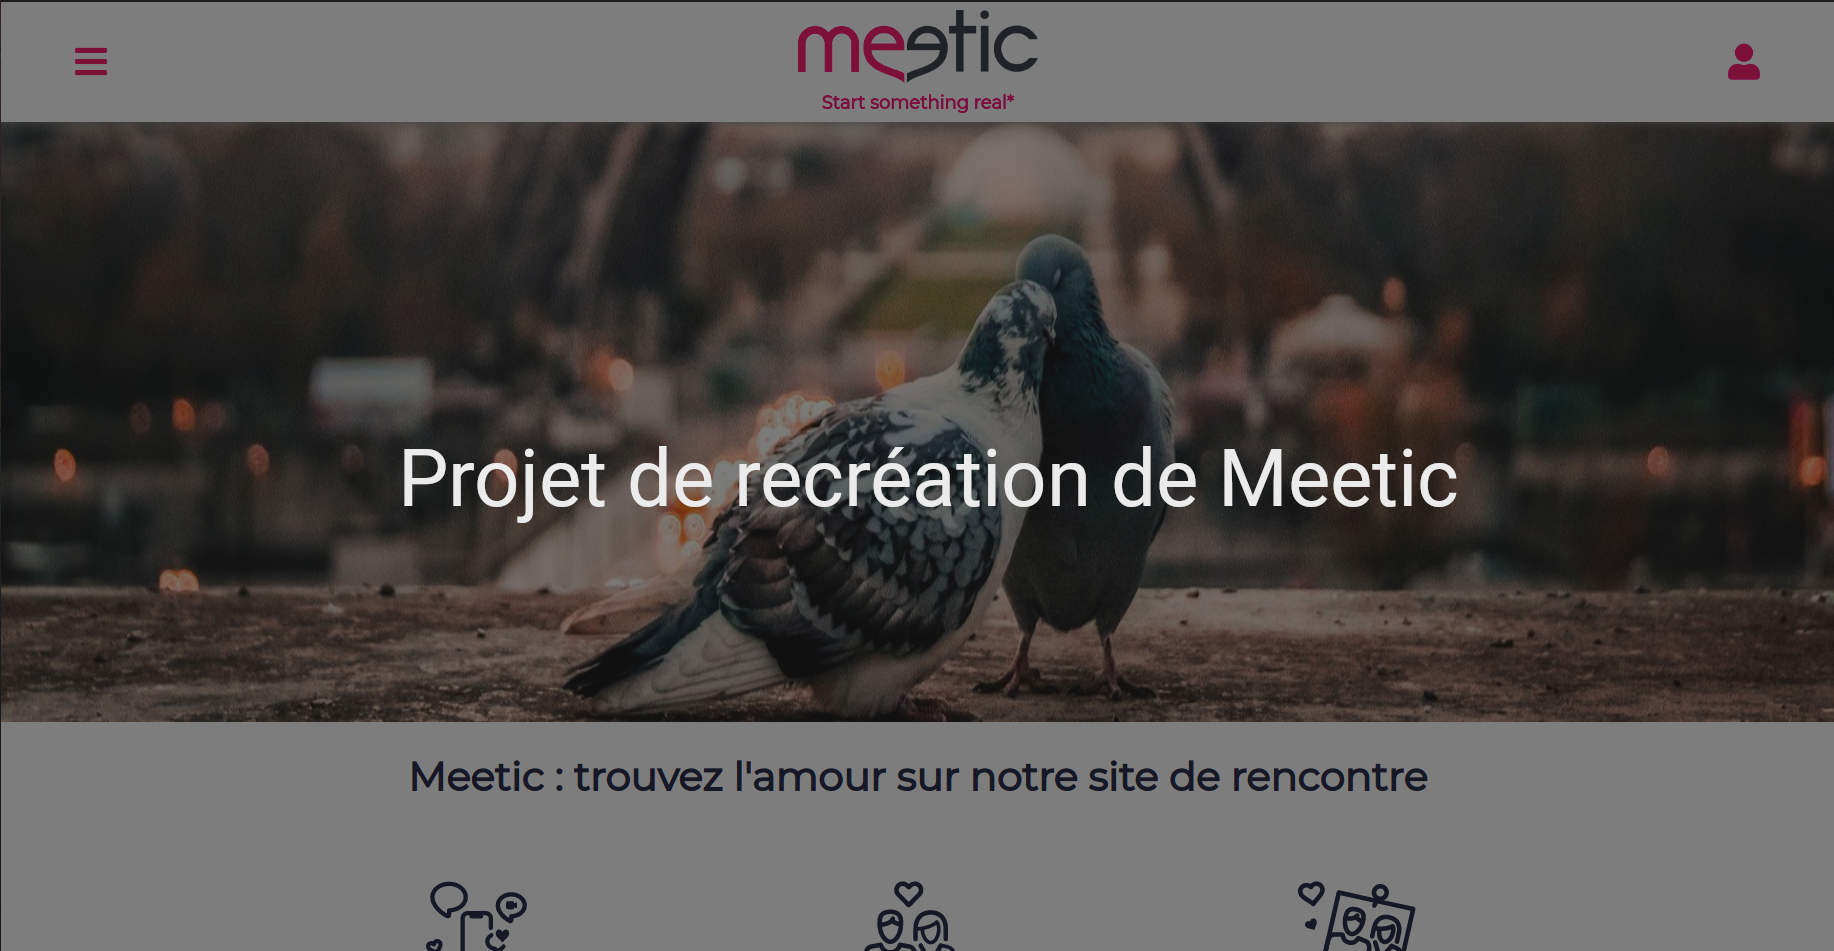 meetic
Start something real*
Projet de recréation de Meetic
Meetic : trouvez l'amour sur notre site de rencontre